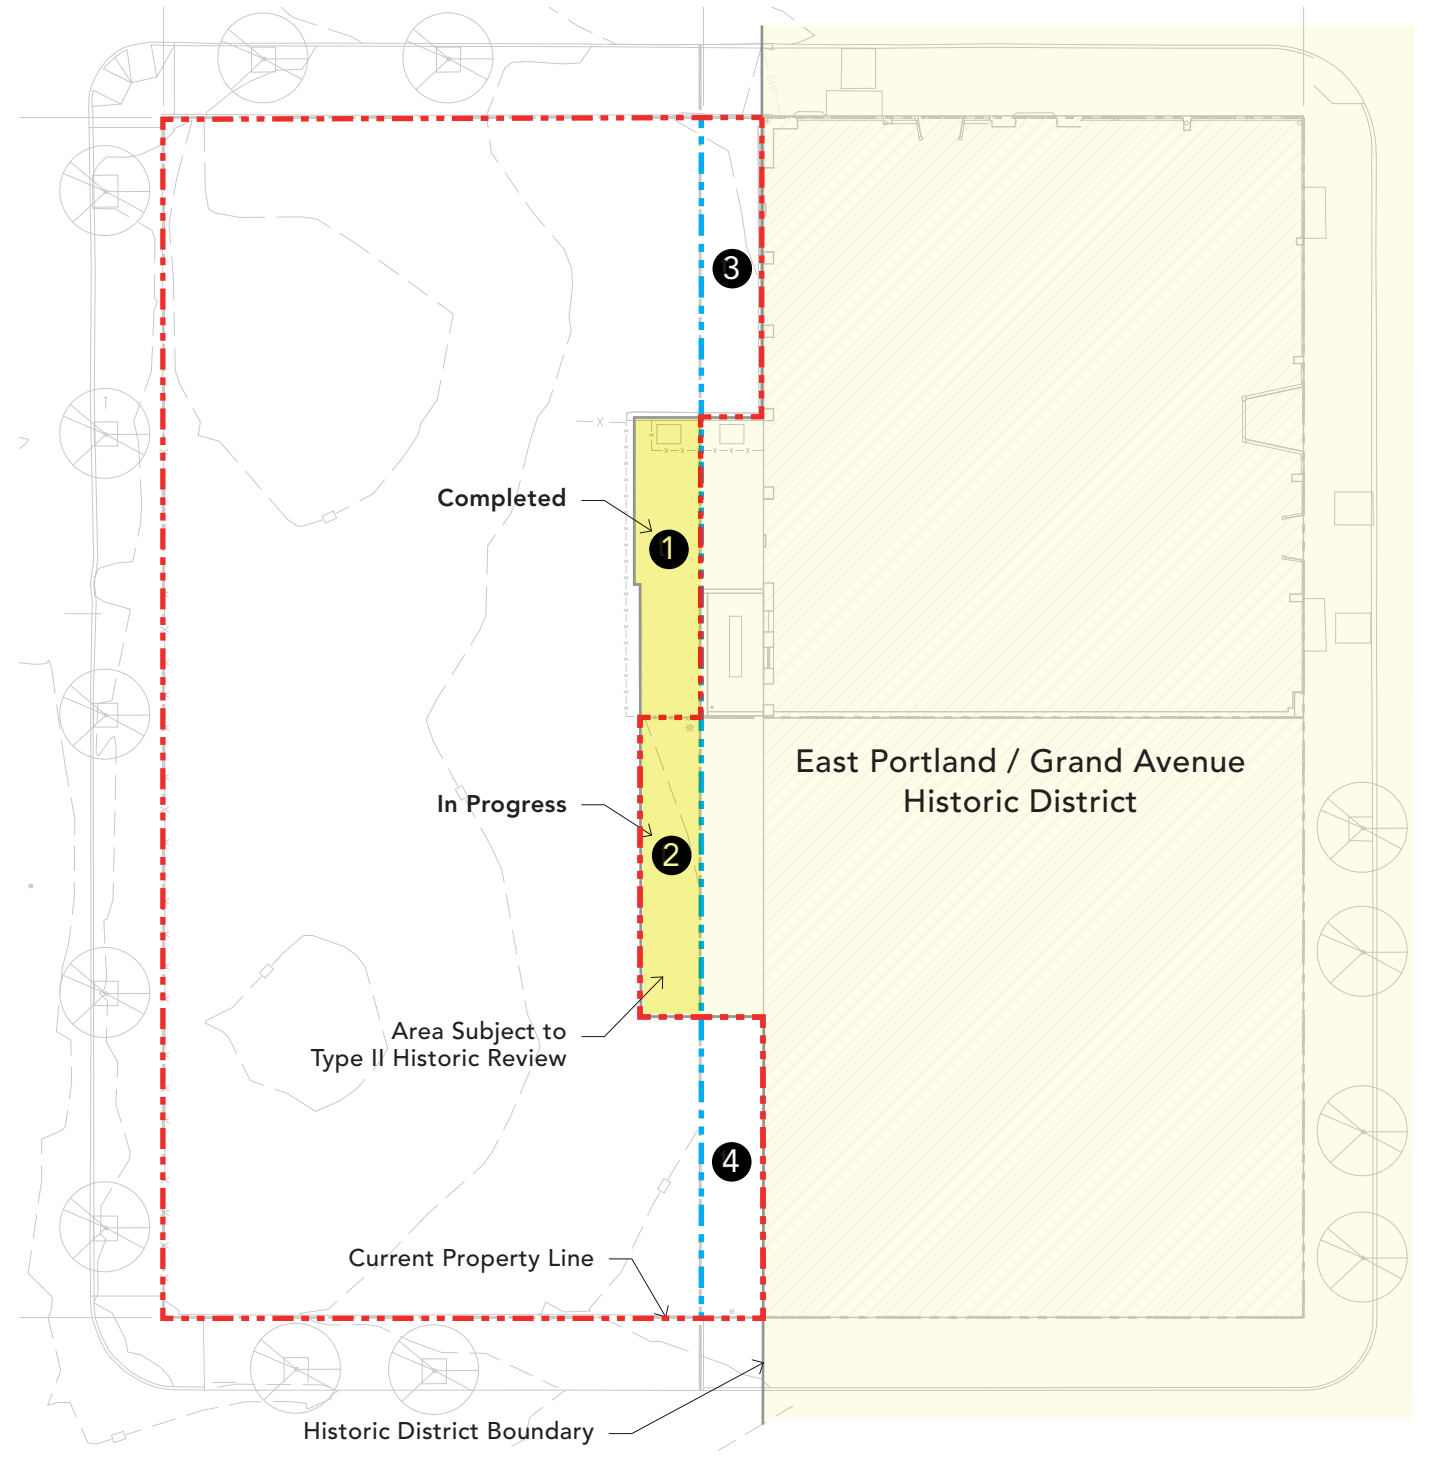 3
Completed
1
East Portland / Grand Avenue
Historic District
In Progress
2
Area Subject to
Type II Historic Review
4
Current Property Line
Historic District Boundary